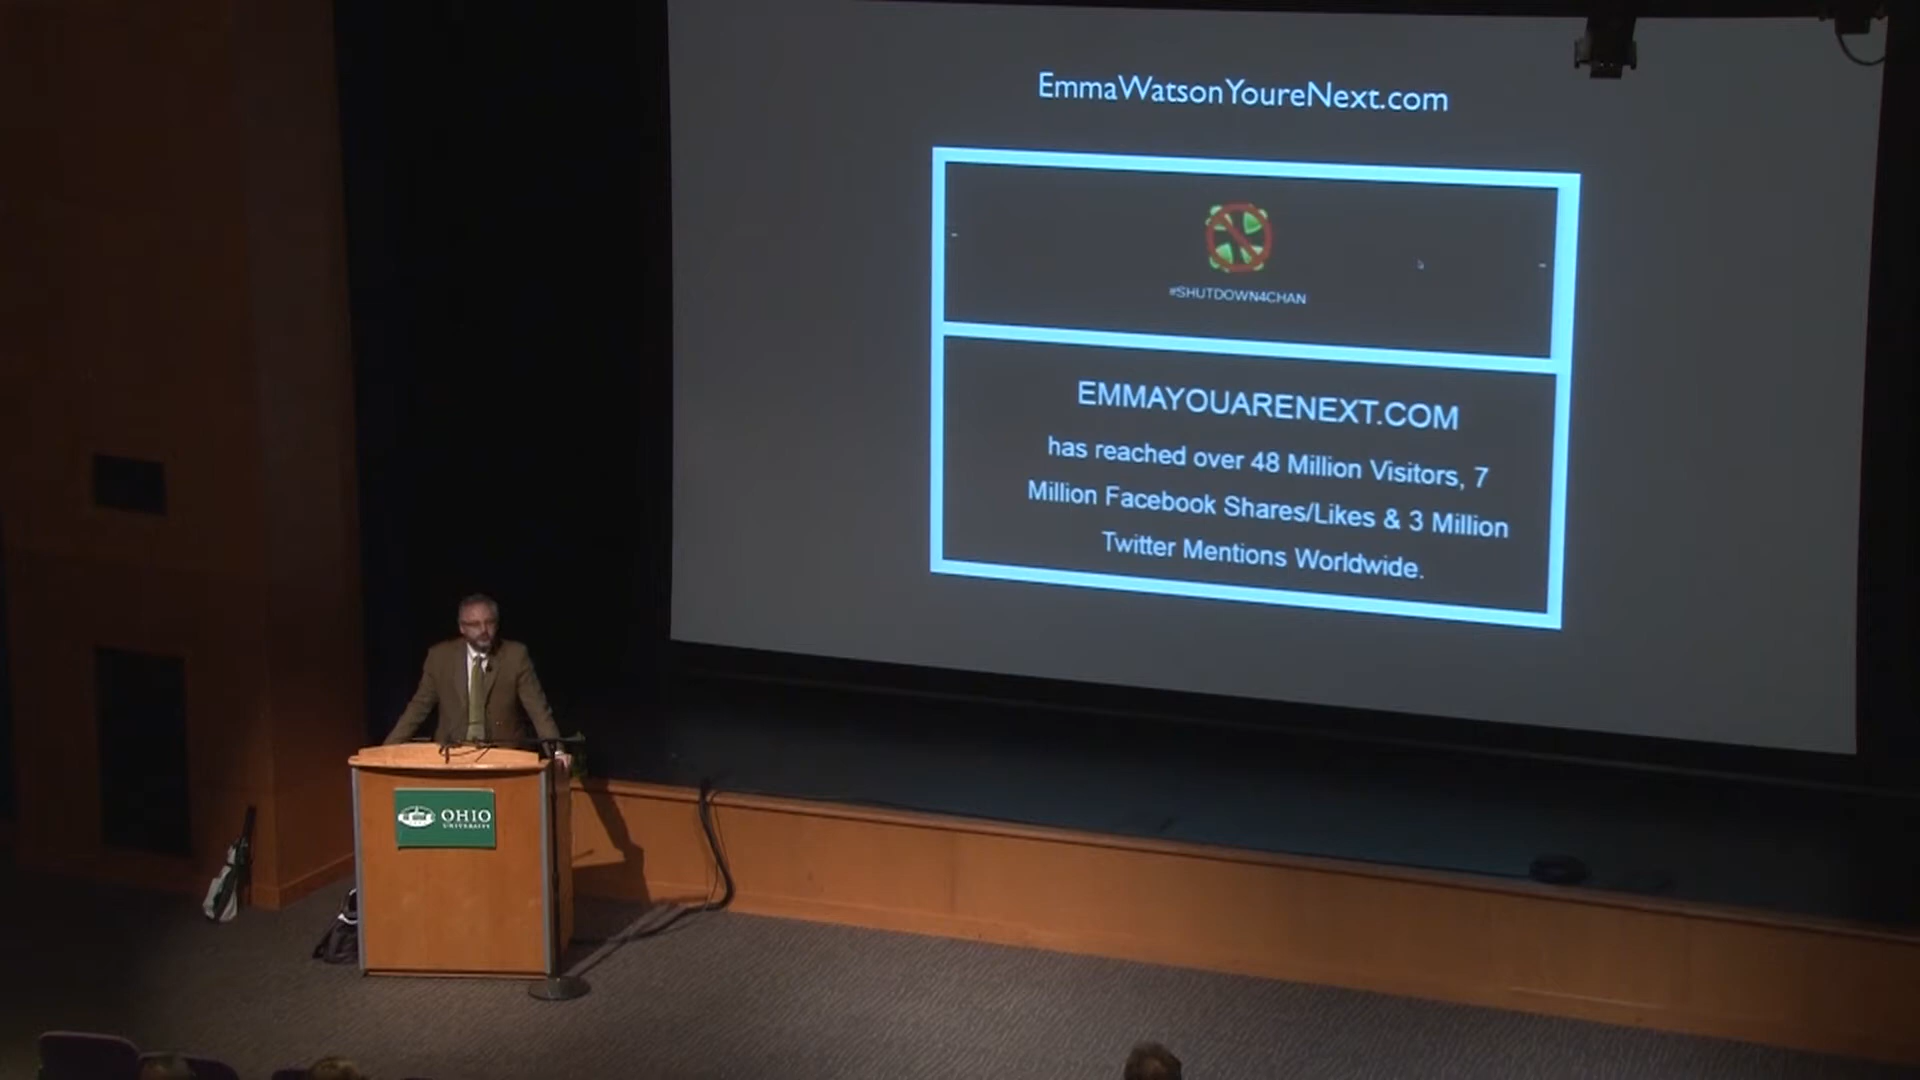 EmmaWatsonYoureNext.com
#SHUTDOWN4CHAN
EMMAYOUARENEXT.COM
has reached over 48 Million Visitors, 7
Million Facebook Shares/Likes & 3 Million
Twitter Mentions Worldwide.
OHIO
UNIVERSITY